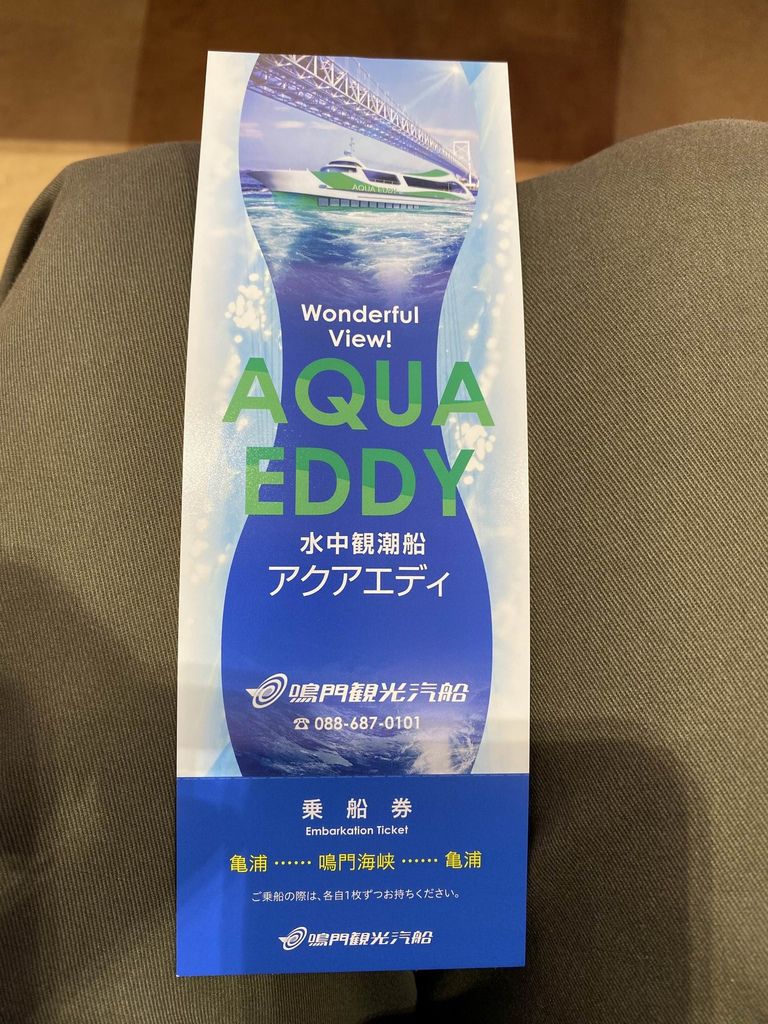 AQUA EDDY
Wonderful
View!
AQUA
EDDY
水中観潮船
アクアエディ
鳴門観光汽船
☎ 088-687-0101
乗船券
Embarkation Ticket
亀浦 …… 鳴門海峡 …… 亀浦
ご乗船の際は、各自1枚ずつお持ちください。
鳴門観光汽船